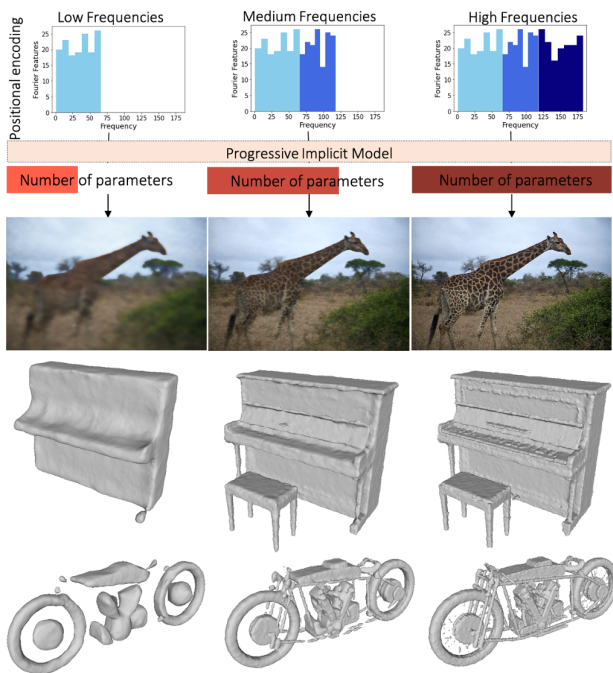 Low Frequencies
Medium Frequencies
High Frequencies
Positional encoding
Fourier Features
25
20
15
10
5
0
0 25 50 75 100 125 150 175
Frequency
Fourier Features
25
20
15
10
5
0
0 25 50 75 100 125 150 175
Frequency
Fourier Features
25
20
15
10
5
0
0 25 50 75 100 125 150 175
Frequency
Progressive Implicit Model
Number of parameters
Number of parameters
Number of parameters